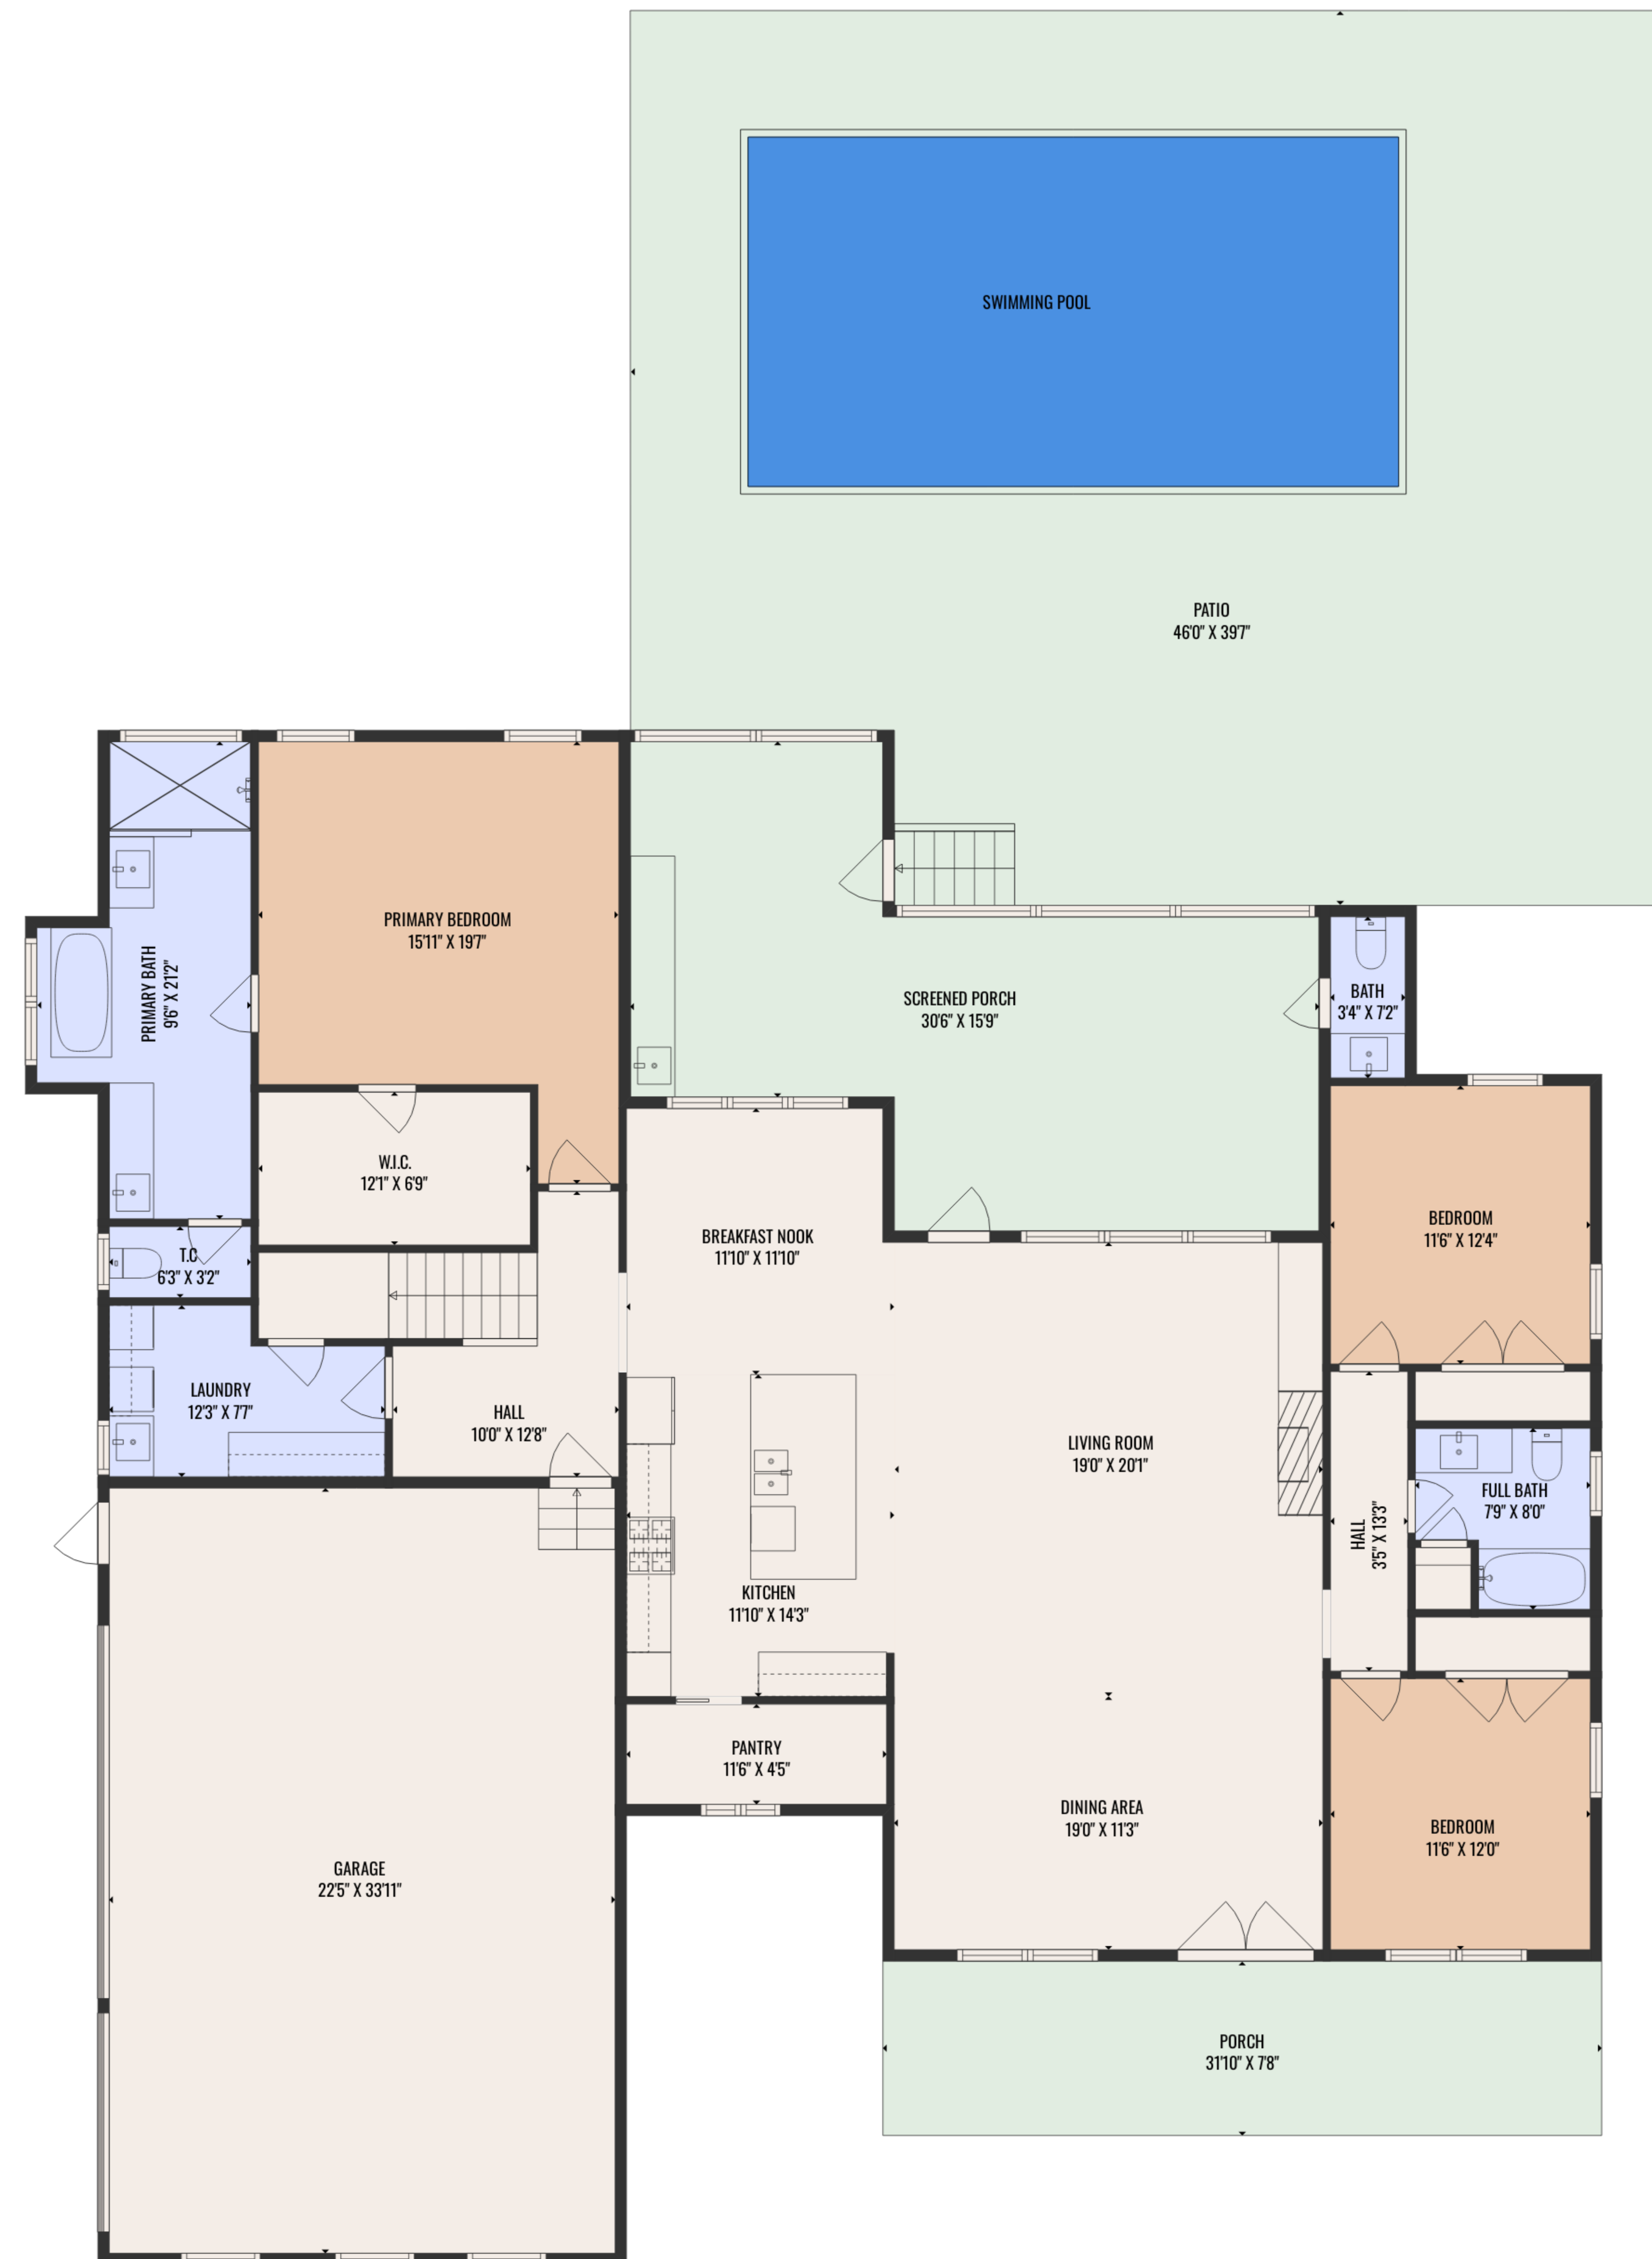 SWIMMING POOL
PATIO
46'0" X 39'7"
PRIMARY BEDROOM
15'11" X 19'7"
PRIMARY BATH
9'6" X 21'2"
SCREENED PORCH
30'6" X 15'9"
BATH
3'4" X 7'2"
W.I.C.
12'1" X 6'9"
BREAKFAST NOOK
11'10" X 11'10"
BEDROOM
11'6" X 12'4"
T.C
6'3" X 3'2"
LAUNDRY
12'3" X 7'7"
HALL
10'0" X 12'8"
LIVING ROOM
19'0" X 20'1"
FULL BATH
7'9" X 8'0"
HALL
3'5" X 13'3"
KITCHEN
11'10" X 14'3"
PANTRY
11'6" X 4'5"
DINING AREA
19'0" X 11'3"
BEDROOM
11'6" X 12'0"
GARAGE
22'5" X 33'11"
PORCH
31'10" X 7'8"